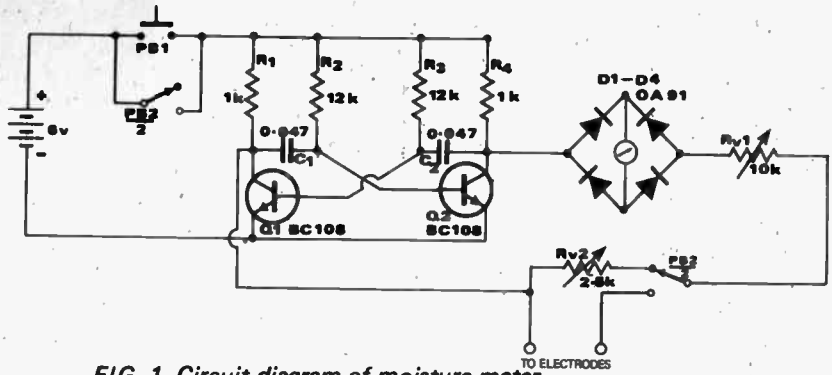 PB1
R1
1k
R2
12k
R3
12k
R4
1k
D1-D4
OA91
+
6v
-
PB2
2
0·047
C1
0·047
C2
Rv1
10k
Q1 BC108
Q2
BC108
Rv2
2·5k
PB2
TO ELECTRODES
FIG. 1. Circuit diagram of moisture meter